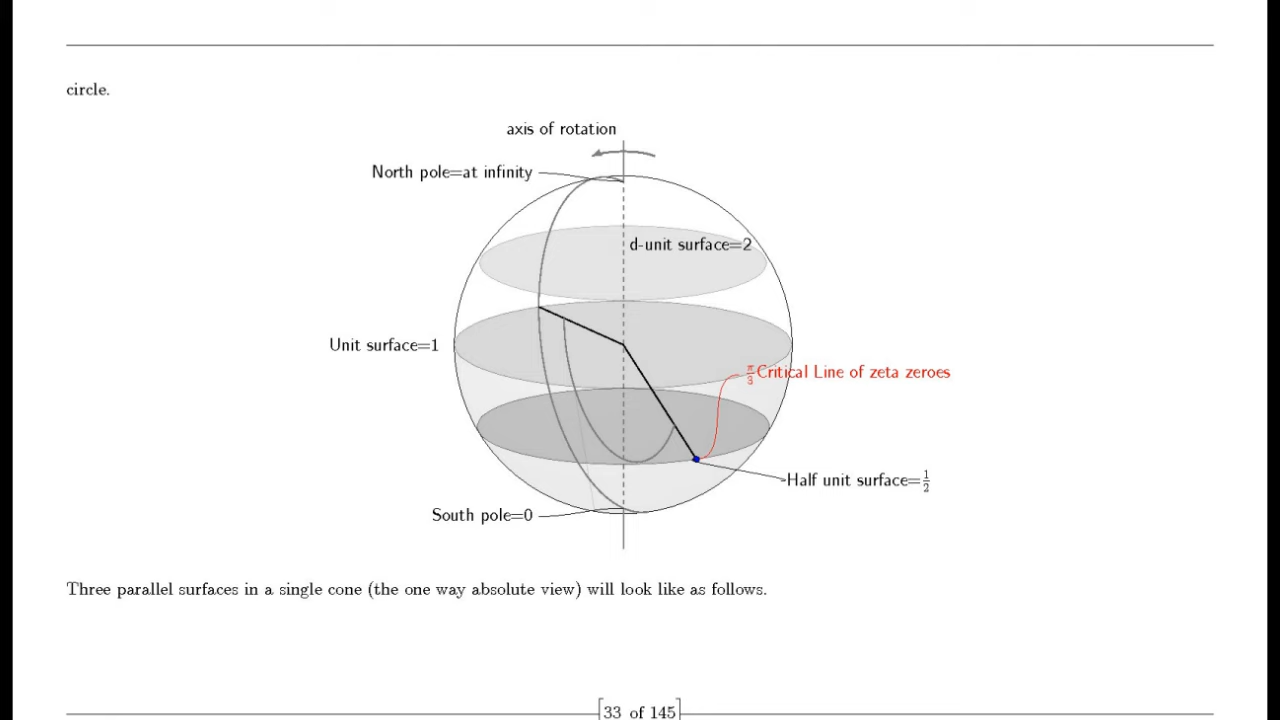 circle.
axis of rotation
North pole=at infinity
d-unit surface=2
Unit surface=1
π/3 Critical Line of zeta zeroes
Half unit surface=1/2
South pole=0
Three parallel surfaces in a single cone (the one way absolute view) will look like as follows.
33 of 145